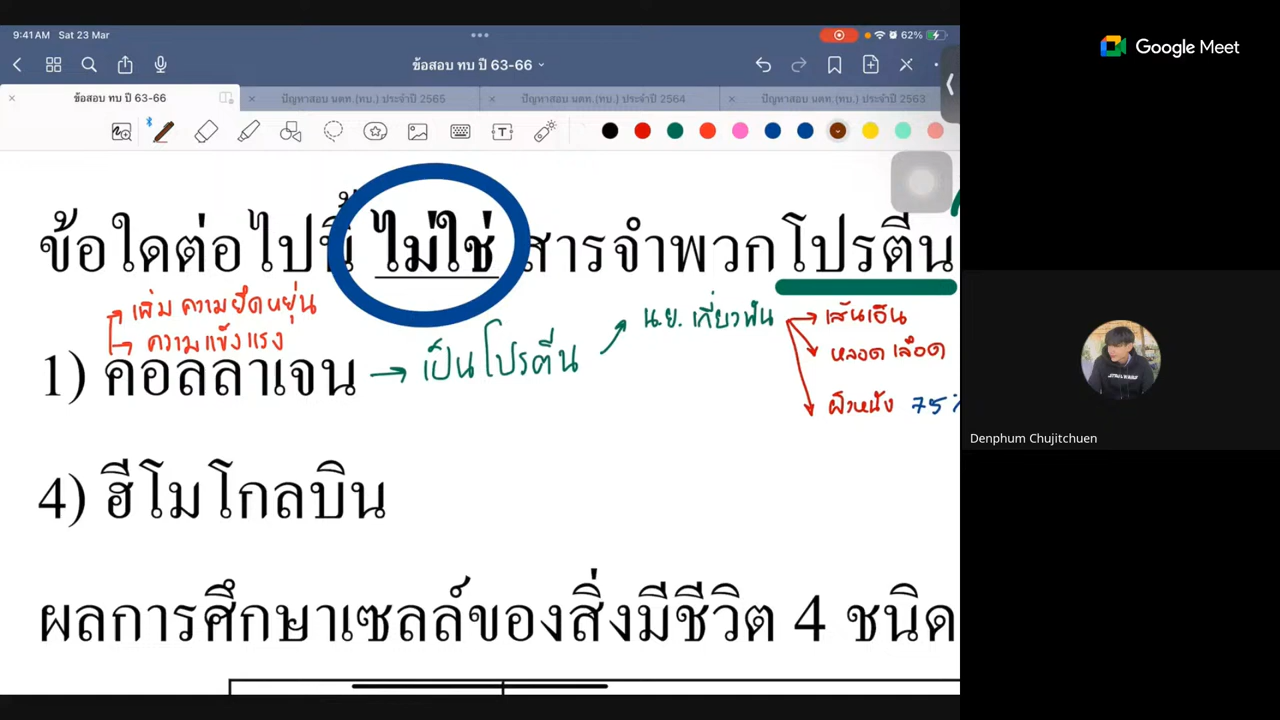 9:41 AM Sat 23 Mar
62%
Google Meet
ข้อสอบ ทบ ปี 63-66
ข้อสอบ ทบ ปี 63-66
ปัญหาสอบ นตท.(ทบ.) ประจำปี 2565
ปัญหาสอบ นตท.(ทบ.) ประจำปี 2564
ปัญหาสอบ นตท.(ทบ.) ประจำปี 2563
T
ข้อใดต่อไปนี้ ไม่ใช่ สารจำพวกโปรตีน
เพิ่ม ความยืดหยุ่น
ความแข็งแรง
1) คอลลาเจน
เป็นโปรตีน
น.ย. เกี่ยวพัน
เส้นเอ็น
หลอดเลือด
ผิวหนัง 75%
4) ฮีโมโกลบิน
ผลการศึกษาเซลล์ของสิ่งมีชีวิต 4 ชนิด
Denphum Chujitchuen